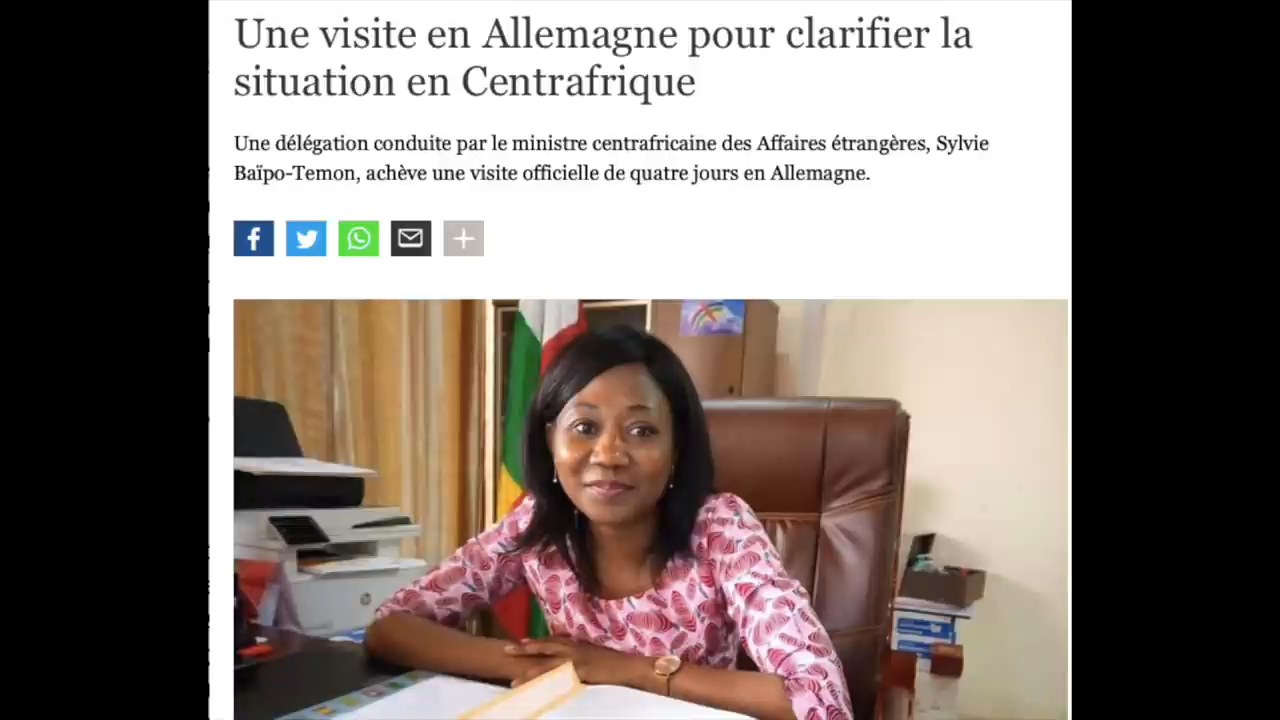 Une visite en Allemagne pour clarifier la
situation en Centrafrique
Une délégation conduite par le ministre centrafricaine des Affaires étrangères, Sylvie
Baïpo-Temon, achève une visite officielle de quatre jours en Allemagne.